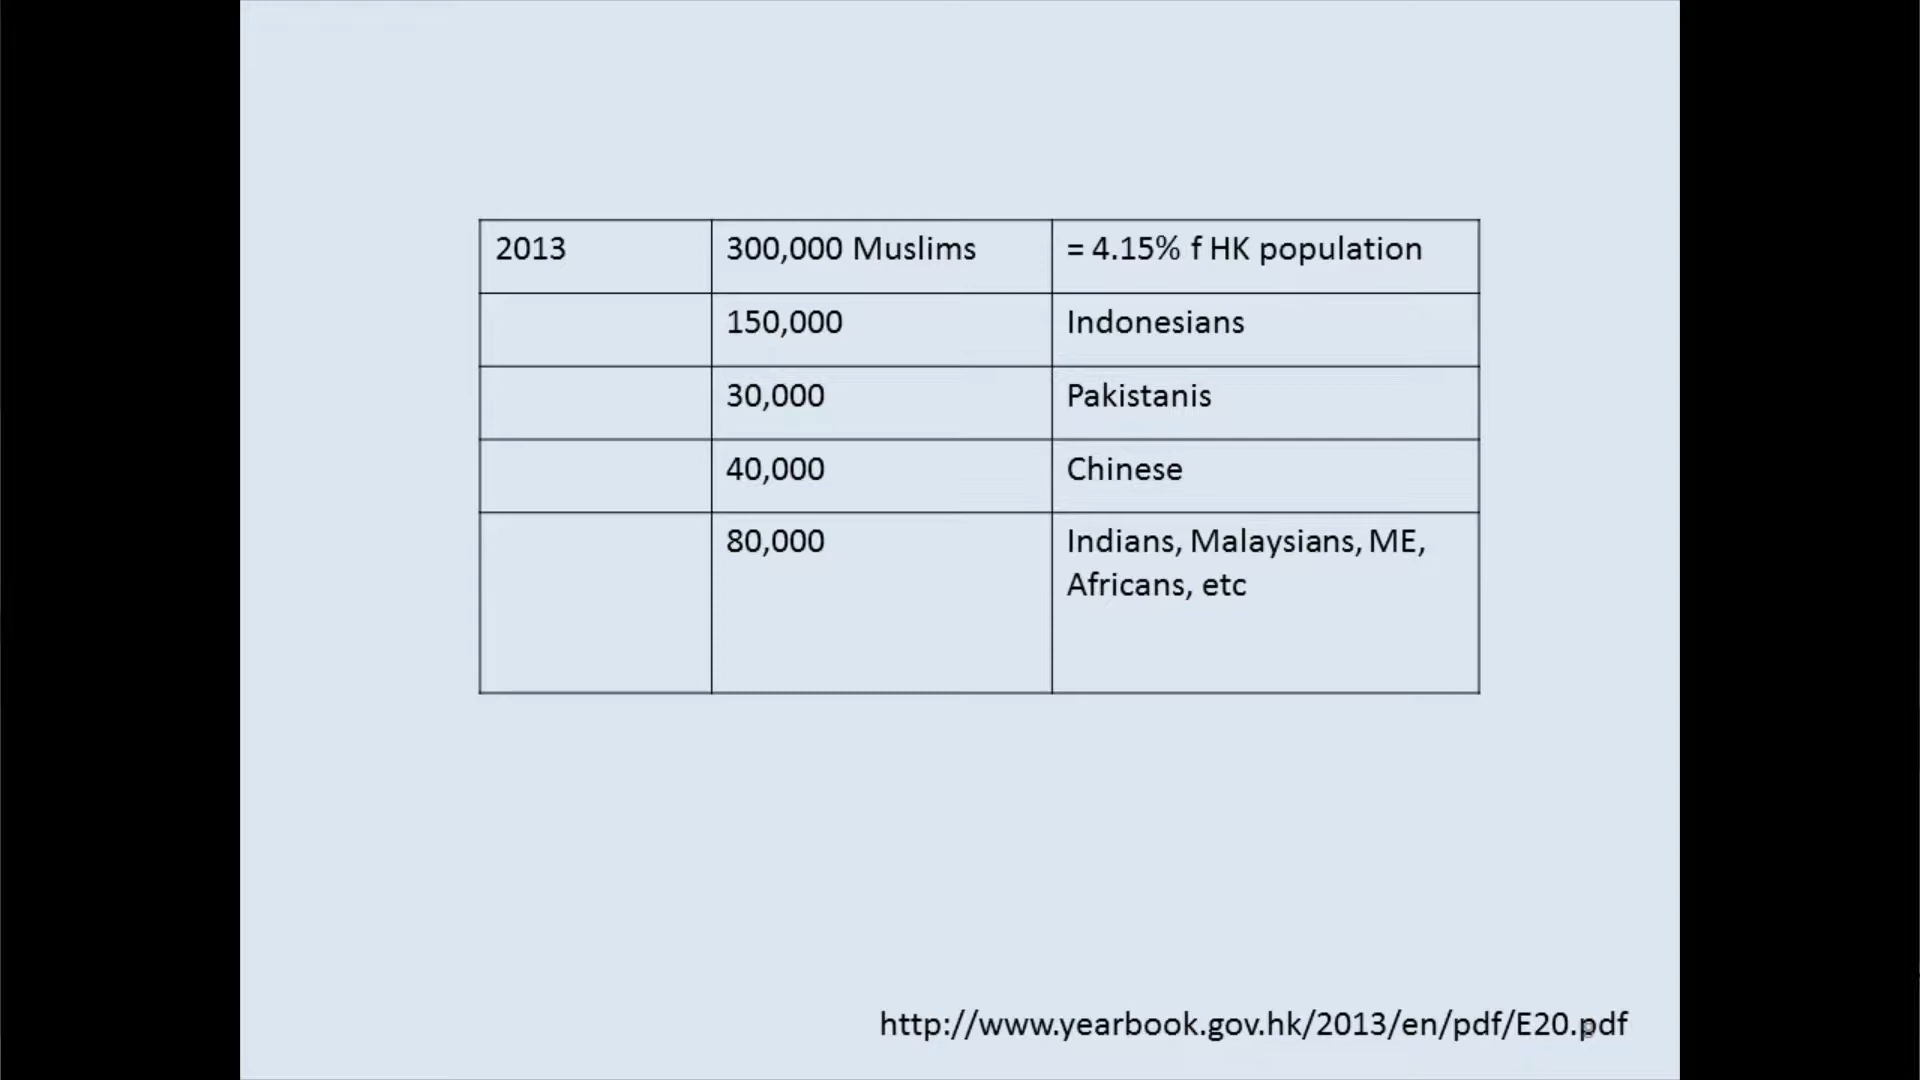 2013 300,000 Muslims = 4.15% f HK population
150,000 Indonesians
30,000 Pakistanis
40,000 Chinese
80,000 Indians, Malaysians, ME,
Africans, etc
http://www.yearbook.gov.hk/2013/en/pdf/E20.pdf